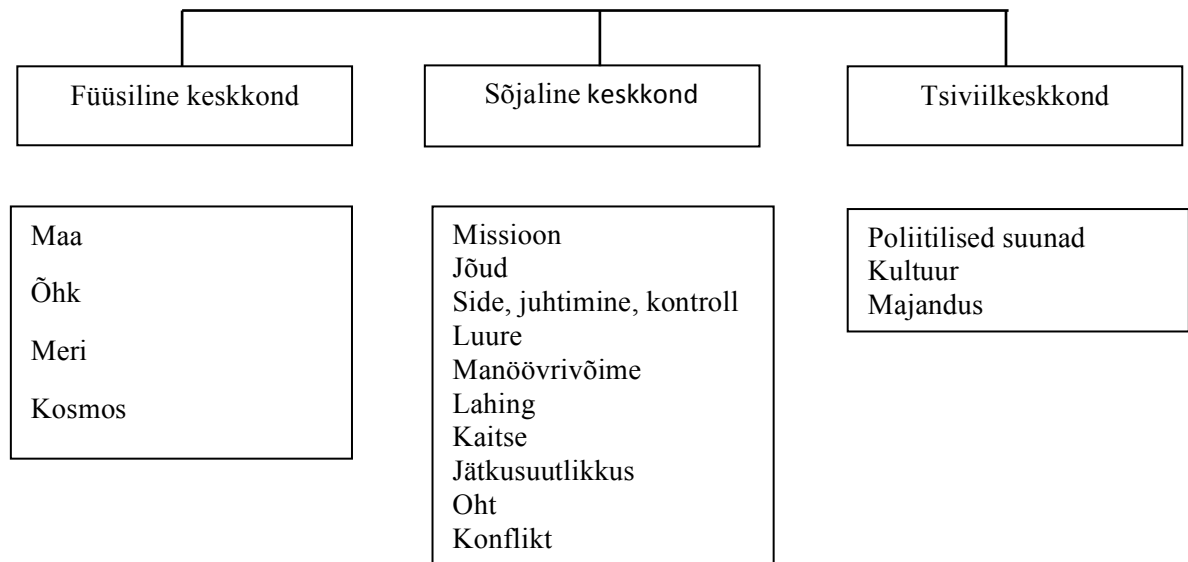 Füüsiline keskkond
Sõjaline keskkond
Tsiviilkeskkond
Maa
Õhk
Meri
Kosmos
Missioon
Jõud
Side, juhtimine, kontroll
Luure
Manöövrivõime
Lahing
Kaitse
Jätkusuutlikkus
Oht
Konflikt
Poliitilised suunad
Kultuur
Majandus